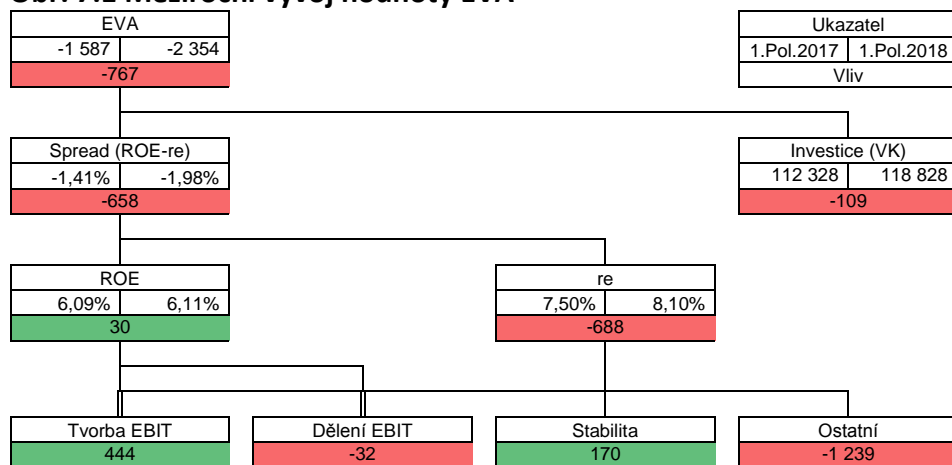 Obr. Meziroční vývoj hodnoty EVA
EVA
-1 587 -2 354
-767
Ukazatel
1.Pol.2017 1.Pol.2018
Vliv
Spread (ROE-re)
-1,41% -1,98%
-658
Investice (VK)
112 328 118 828
-109
ROE
6,09% 6,11%
30
re
7,50% 8,10%
-688
Tvorba EBIT
444
Dělení EBIT
-32
Stabilita
170
Ostatní
-1 239